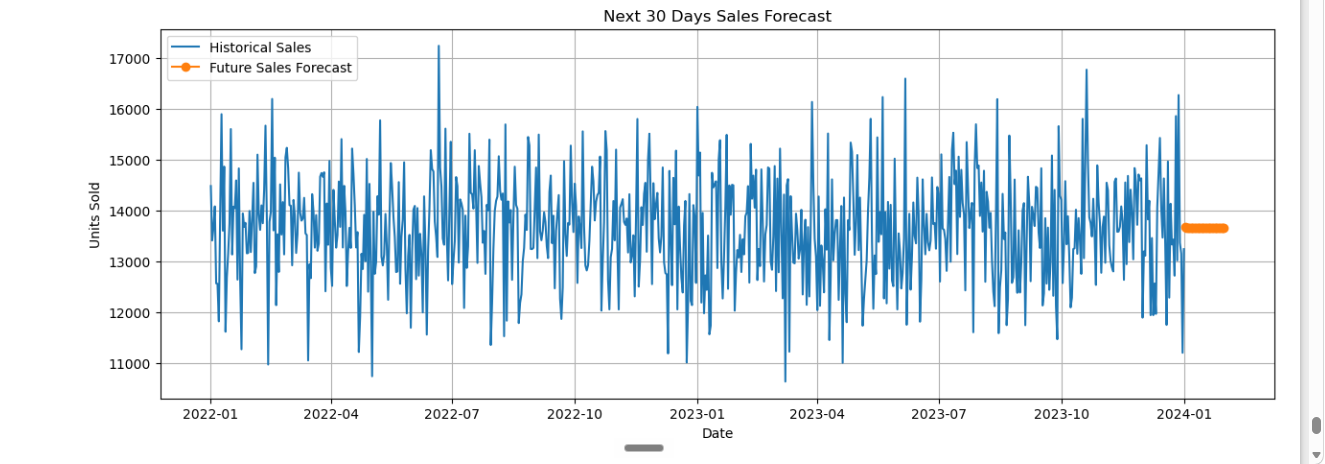 Next 30 Days Sales Forecast
Historical Sales
Future Sales Forecast
17000
16000
15000
14000
13000
12000
11000
Units Sold
2022-01 2022-04 2022-07 2022-10 2023-01 2023-04 2023-07 2023-10 2024-01
Date